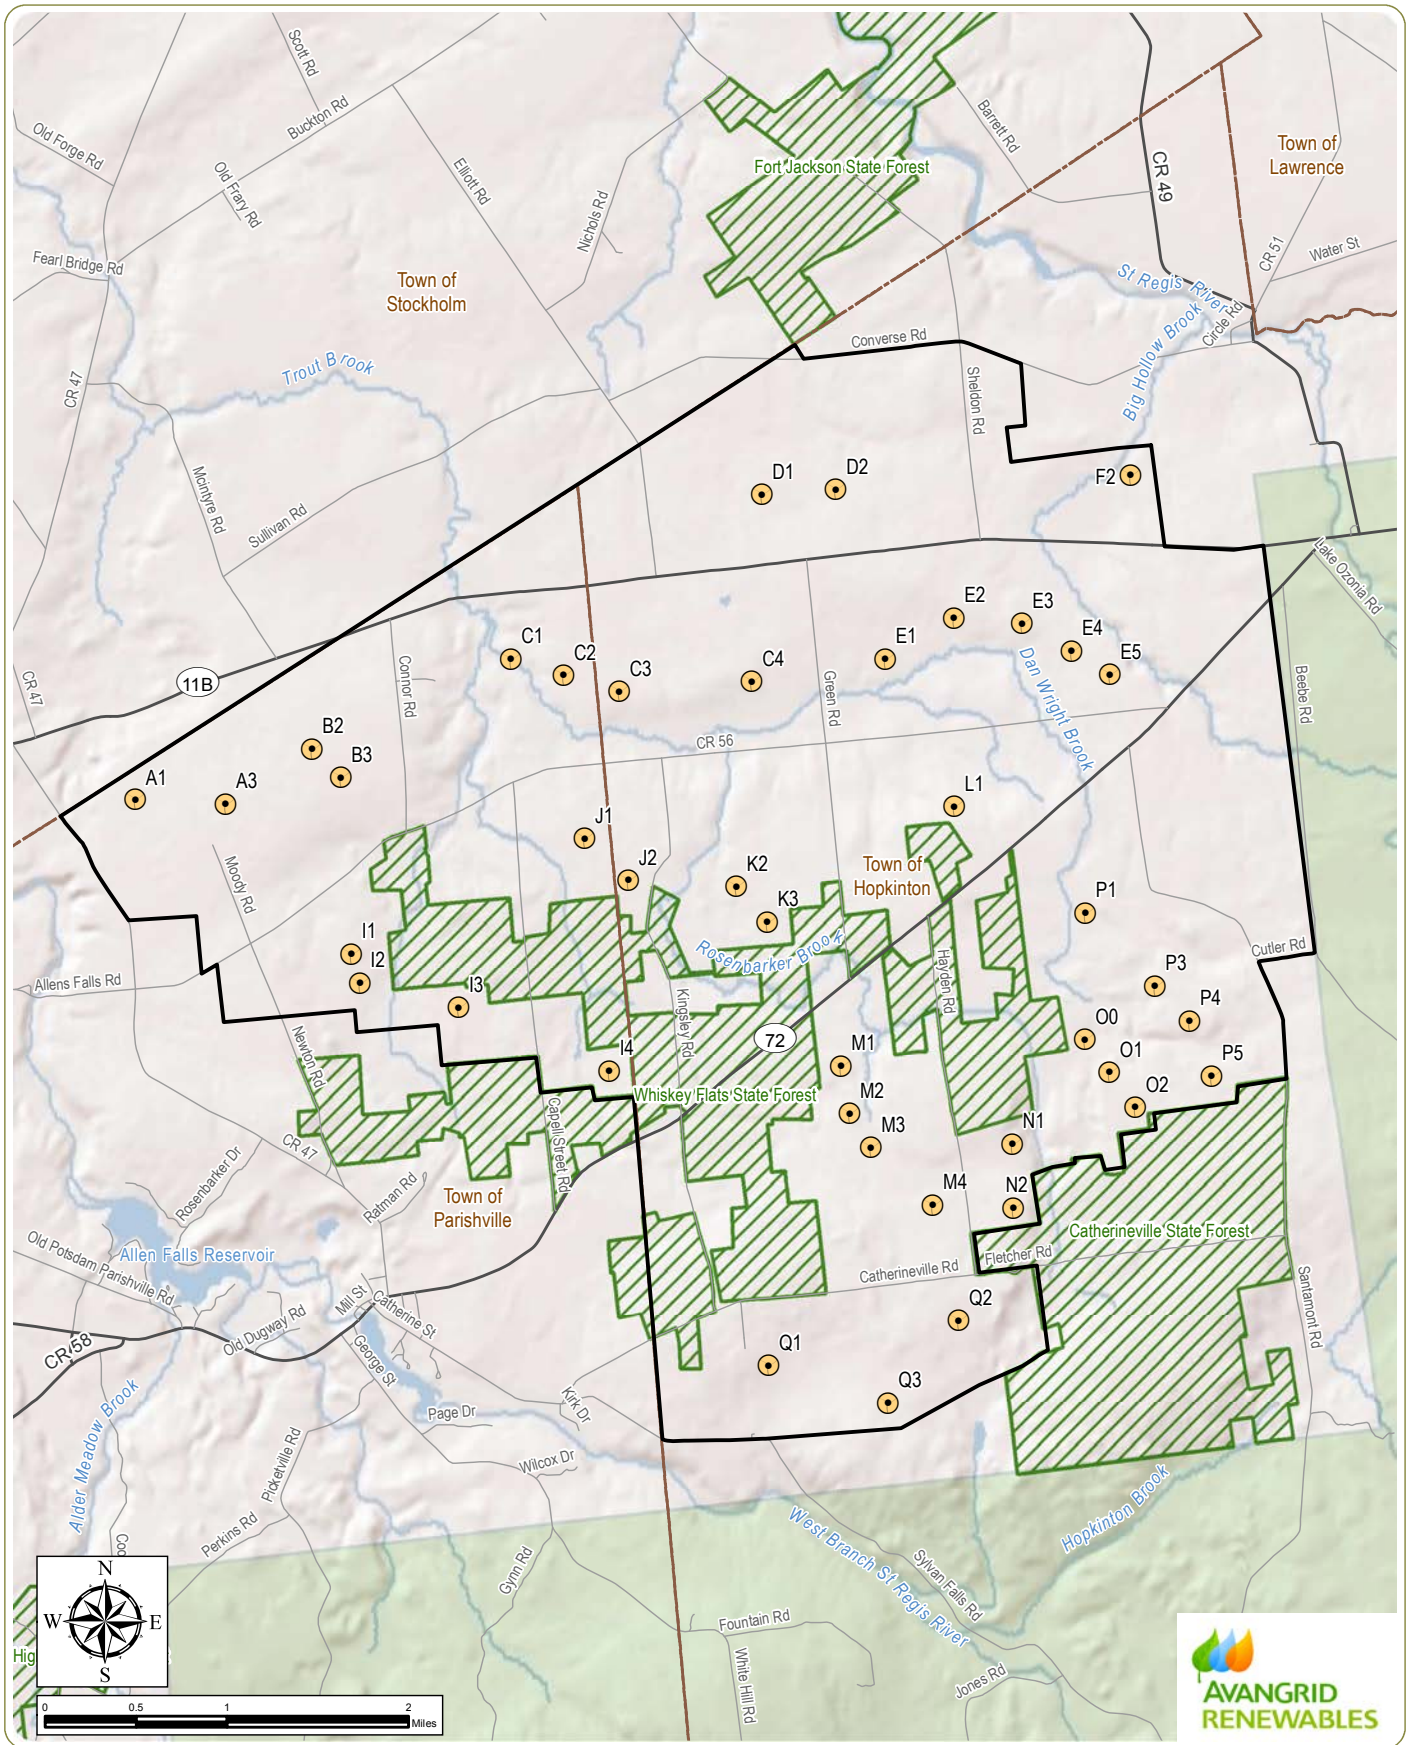 Scott Rd
Buckton Rd
Old Forge Rd
Old Frary Rd
Elliott Rd
Nichols Rd
Barrett Rd
CR 49
Town of
Lawrence
Fort Jackson State Forest
Fearl Bridge Rd
Town of
Stockholm
CR 51
Water St
St Regis River
Circle Rd
Big Hollow Brook
Converse Rd
Trout Brook
CR 47
Sheldon Rd
Mcintyre Rd
Sullivan Rd
D1
D2
F2
Lake Ozonia Rd
E2
E3
E4
E5
E1
C1
C2
C3
C4
CR 47
11B
Connor Rd
Green Rd
Dan Wright Brook
Beebe Rd
CR 56
B2
B3
A1
A3
L1
J1
J2
K2
K3
Town of
Hopkinton
Moody Rd
P1
Rosenbarker Brook
Cutler Rd
I1
I2
I3
Allens Falls Rd
Hayden Rd
P3
P4
Kingsley Rd
72
O0
O1
O2
P5
Newton Rd
I4
M1
M2
M3
Whiskey Flats State Forest
Capell Street Rd
N1
CR 47
Rosenbarker Dr
Ratman Rd
Town of
Parishville
M4
N2
Catherineville State Forest
Old Potsdam Parishville Rd
Allen Falls Reservoir
Fletcher Rd
Catherineville Rd
Santamont Rd
Mill St
Catherine St
Old Dugway Rd
CR 58
George St
Q2
Q1
Q3
Alder Meadow Brook
Page Dr
Kirk Dr
Picketville Rd
Wilcox Dr
Perkins Rd
Hopkinton Brook
West Branch St Regis River
Sylvan Falls Rd
Gynn Rd
Fountain Rd
White Hill Rd
Jones Rd
N
W
E
S
0
0.5
1
2
Miles
AVANGRID
RENEWABLES